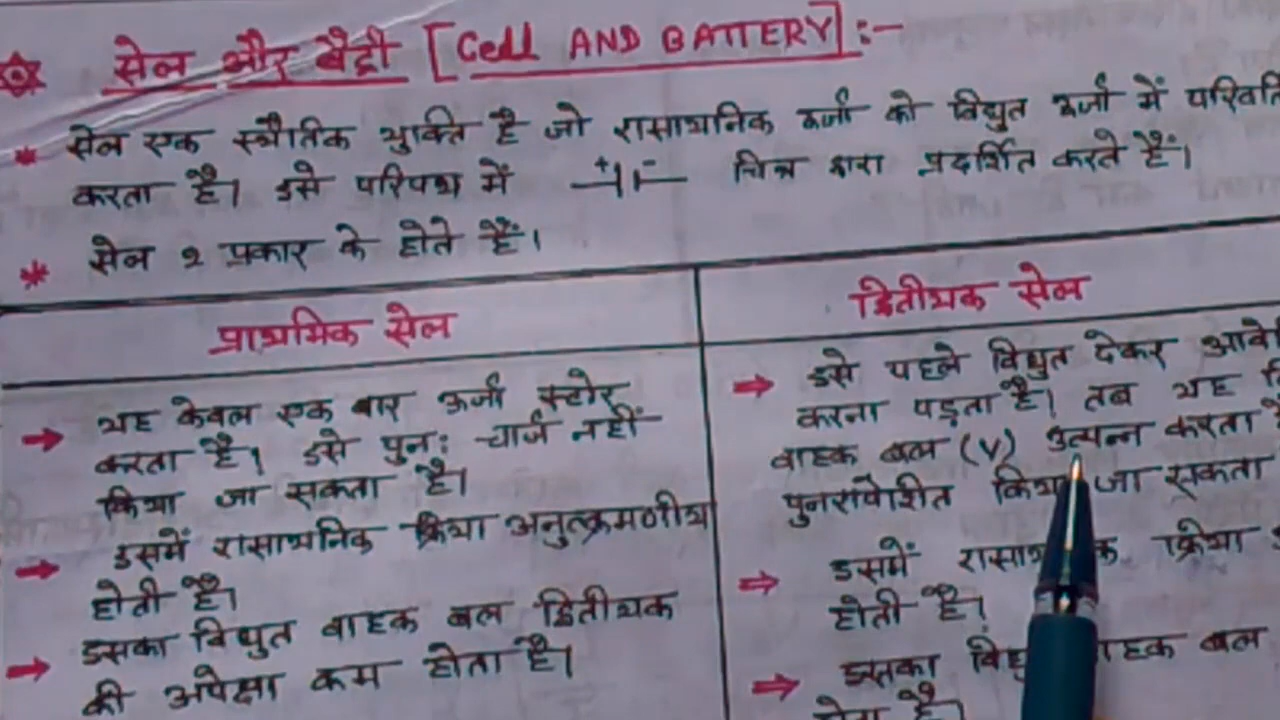 सेल और बैट्री [Cell AND BATTERY]:-
* सेल एक स्थैतिक युक्ति है जो रासायनिक ऊर्जा को विद्युत ऊर्जा में
करता है। इसे परिपथ में + - चित्र द्वारा प्रदर्शित करते हैं।
* सेल 2 प्रकार के होते हैं।
प्राथमिक सेल
→ यह केवल एक बार ऊर्जा स्टोर
करता है। इसे पुनः चार्ज नहीं
किया जा सकता है।
→ इसमें रासायनिक क्रिया अनुत्क्रमणीय
होती है।
→ इसका विद्युत वाहक बल द्वितीयक
की अपेक्षा कम होता है।
द्वितीयक सेल
→ इसे पहले विद्युत देकर
करना पड़ता है। तब यह
वाहक बल (V) उत्पन्न करता
पुनरावेशित किया जा सकता
→ इसमें क्रिया
होती है।
→ इसका वाहक बल
होता है।